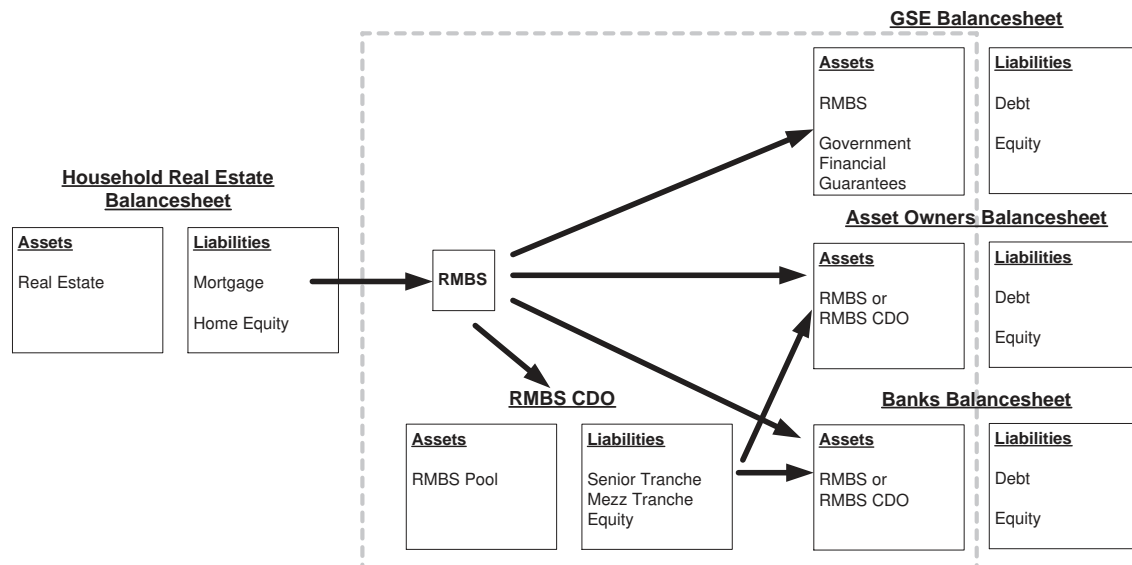 GSE Balancesheet
Assets
RMBS
Government
Financial
Guarantees
Liabilities
Debt
Equity
Household Real Estate
Balancesheet
Assets
Real Estate
Liabilities
Mortgage
Home Equity
RMBS
Asset Owners Balancesheet
Assets
RMBS or
RMBS CDO
Liabilities
Debt
Equity
RMBS CDO
Assets
RMBS Pool
Liabilities
Senior Tranche
Mezz Tranche
Equity
Banks Balancesheet
Assets
RMBS or
RMBS CDO
Liabilities
Debt
Equity